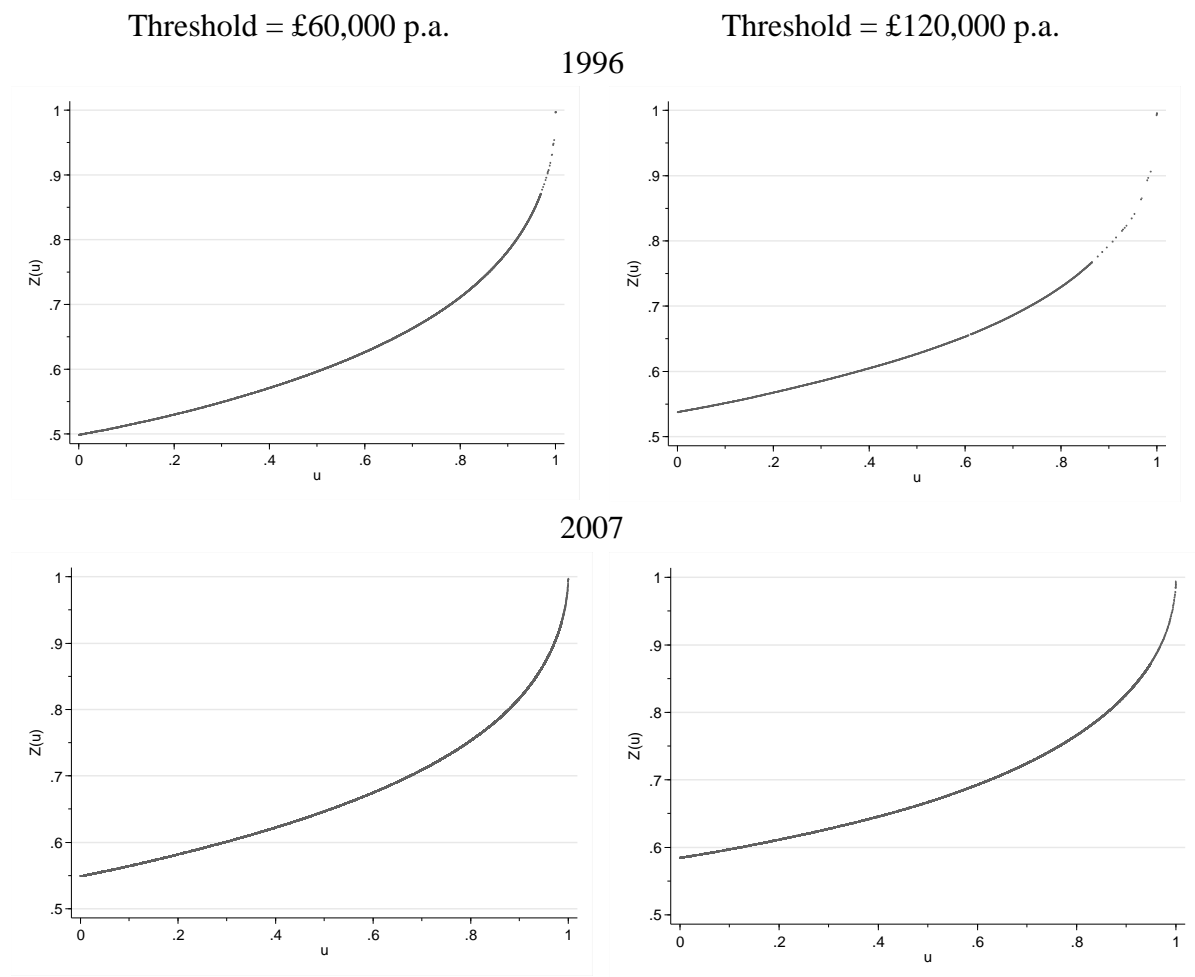 Threshold = £60,000 p.a. Threshold = £120,000 p.a.
1996
1
.9
.8
.7
.6
.5
Z(u)
0 .2 .4 .6 .8 1
u
1
.9
.8
.7
.6
.5
Z(u)
0 .2 .4 .6 .8 1
u
2007
1
.9
.8
.7
.6
.5
Z(u)
0 .2 .4 .6 .8 1
u
1
.9
.8
.7
.6
.5
Z(u)
0 .2 .4 .6 .8 1
u